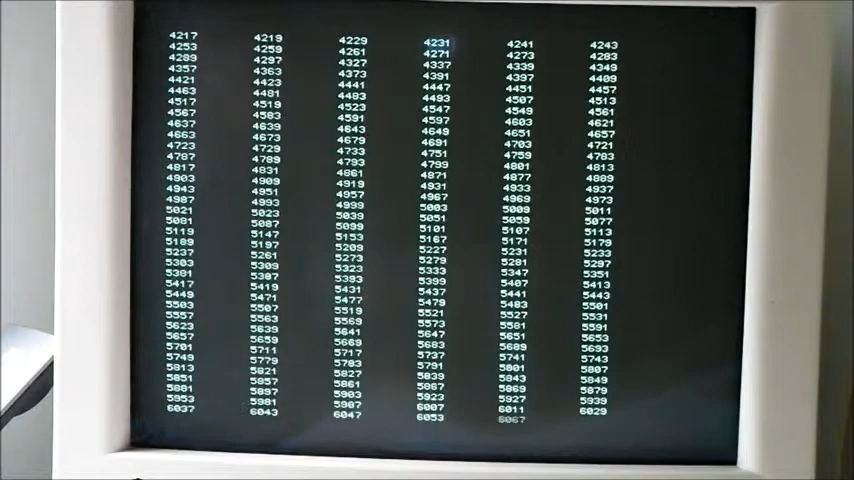 4217 4219 4229 4231 4241 4243
4253 4259 4261 4271 4273 4283
4289 4297 4327 4337 4339 4349
4357 4363 4373 4391 4397 4409
4421 4423 4441 4447 4451 4457
4463 4481 4483 4493 4507 4513
4517 4519 4523 4547 4549 4561
4567 4583 4591 4597 4603 4621
4637 4639 4643 4649 4651 4657
4663 4673 4679 4691 4703 4721
4723 4729 4733 4751 4759 4783
4787 4789 4793 4799 4801 4813
4817 4831 4861 4871 4877 4889
4903 4909 4919 4931 4933 4937
4943 4951 4957 4967 4969 4973
4987 4993 4999 5003 5009 5011
5021 5023 5039 5051 5059 5077
5081 5087 5099 5101 5107 5113
5119 5147 5153 5167 5171 5179
5189 5197 5209 5227 5231 5233
5237 5261 5273 5279 5281 5297
5303 5309 5323 5333 5347 5351
5381 5387 5393 5399 5407 5413
5417 5419 5431 5437 5441 5443
5449 5471 5477 5479 5483 5501
5503 5507 5519 5521 5527 5531
5557 5563 5569 5573 5581 5591
5623 5639 5641 5647 5651 5653
5657 5659 5669 5683 5689 5693
5701 5711 5717 5737 5741 5743
5749 5779 5783 5791 5801 5807
5813 5821 5827 5839 5843 5849
5851 5857 5861 5867 5869 5879
5881 5897 5903 5923 5927 5939
5953 5981 5987 6007 6011 6029
6037 6043 6047 6053 6067